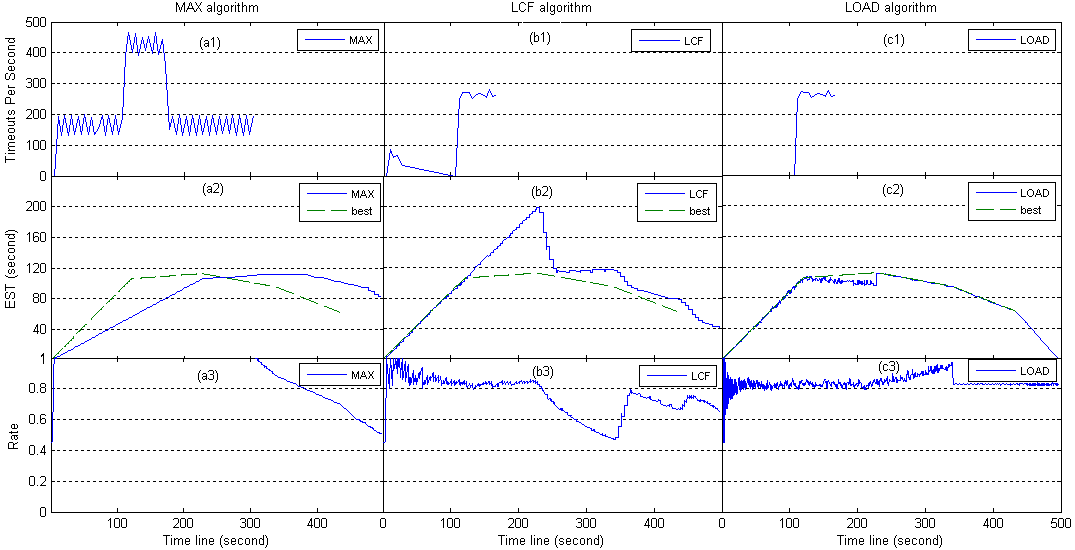 MAX algorithm LCF algorithm LOAD algorithm
500
400
300
200
100
0
Timeouts Per Second
(a1) MAX
(b1) LCF
(c1) LOAD
200
160
120
80
40
1
EST (second)
(a2) MAX
best
(b2) LCF
best
(c2) LOAD
best
0.8
0.6
0.4
0.2
0
Rate
(a3) MAX
(b3) LCF
(c3) LOAD
100 200 300 400 0 100 200 300 400 0 100 200 300 400 500
Time line (second) Time line (second) Time line (second)